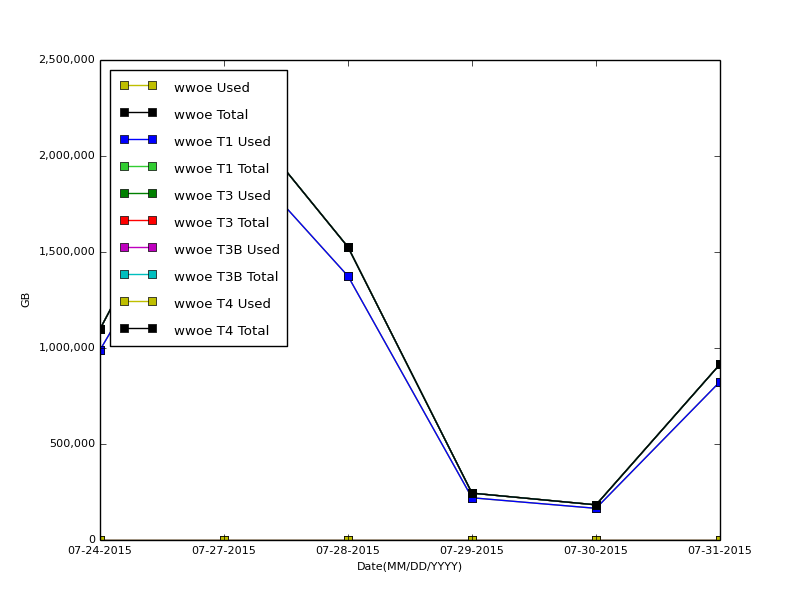 2,500,000
2,000,000
1,500,000
1,000,000
500,000
0
GB
wwoe Used
wwoe Total
wwoe T1 Used
wwoe T1 Total
wwoe T3 Used
wwoe T3 Total
wwoe T3B Used
wwoe T3B Total
wwoe T4 Used
wwoe T4 Total
07-24-2015 07-27-2015 07-28-2015 07-29-2015 07-30-2015 07-31-2015
Date(MM/DD/YYYY)